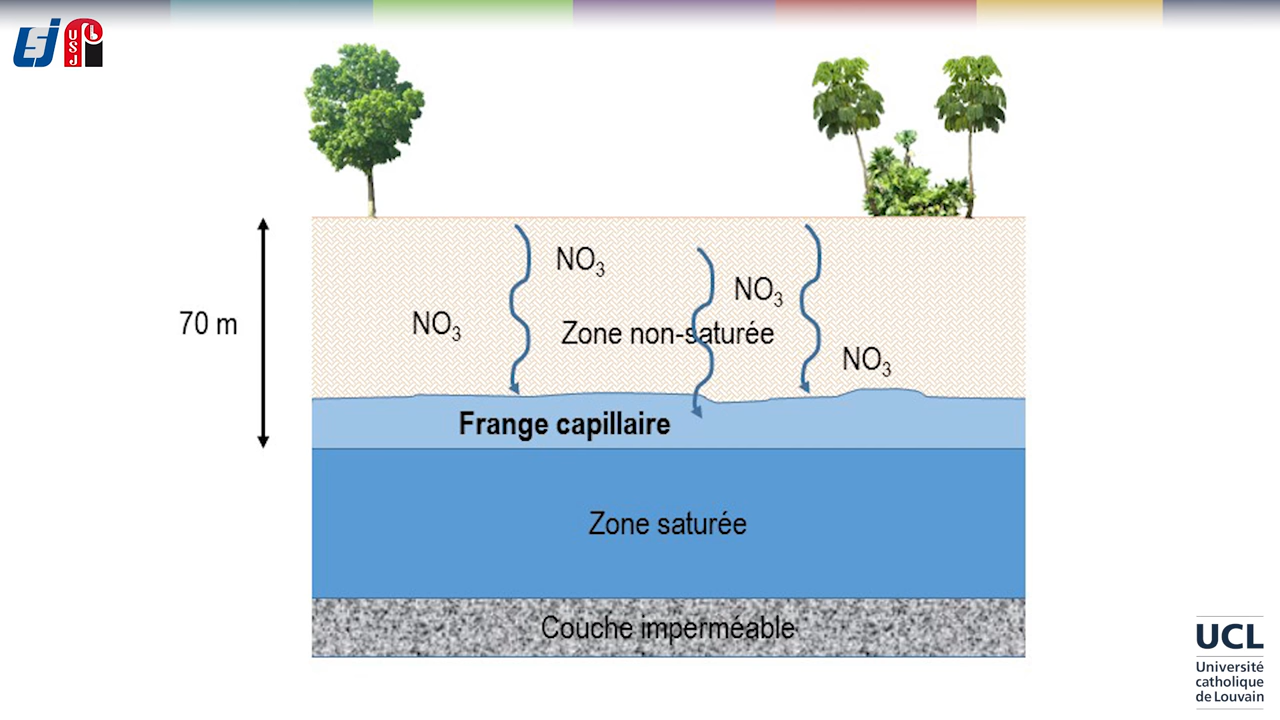 USJ
NO3
NO3
70 m
NO3
Zone non-saturée
NO3
Frange capillaire
Zone saturée
Couche imperméable
UCL
Université
catholique
de Louvain